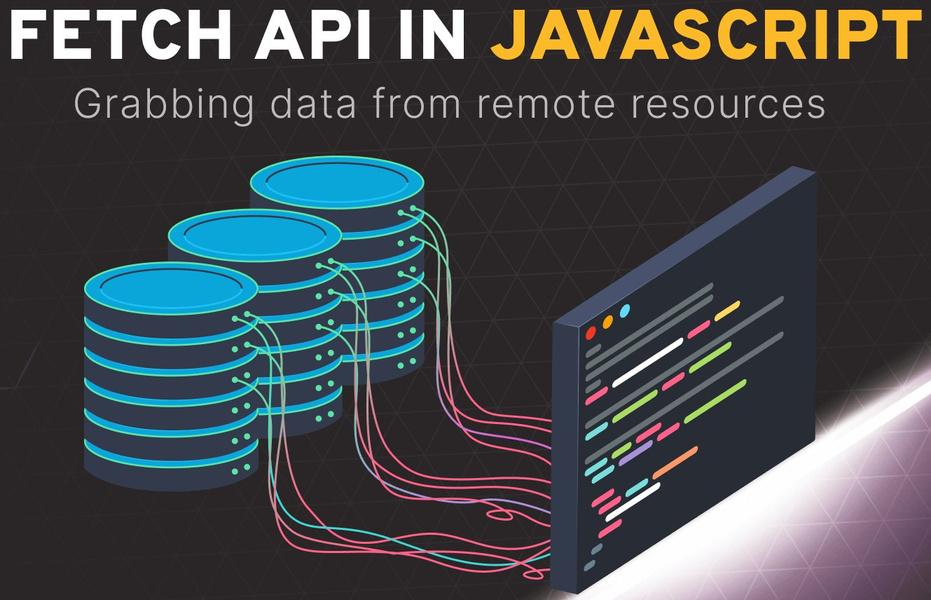 FETCH API IN JAVASCRIPT
Grabbing data from remote resources